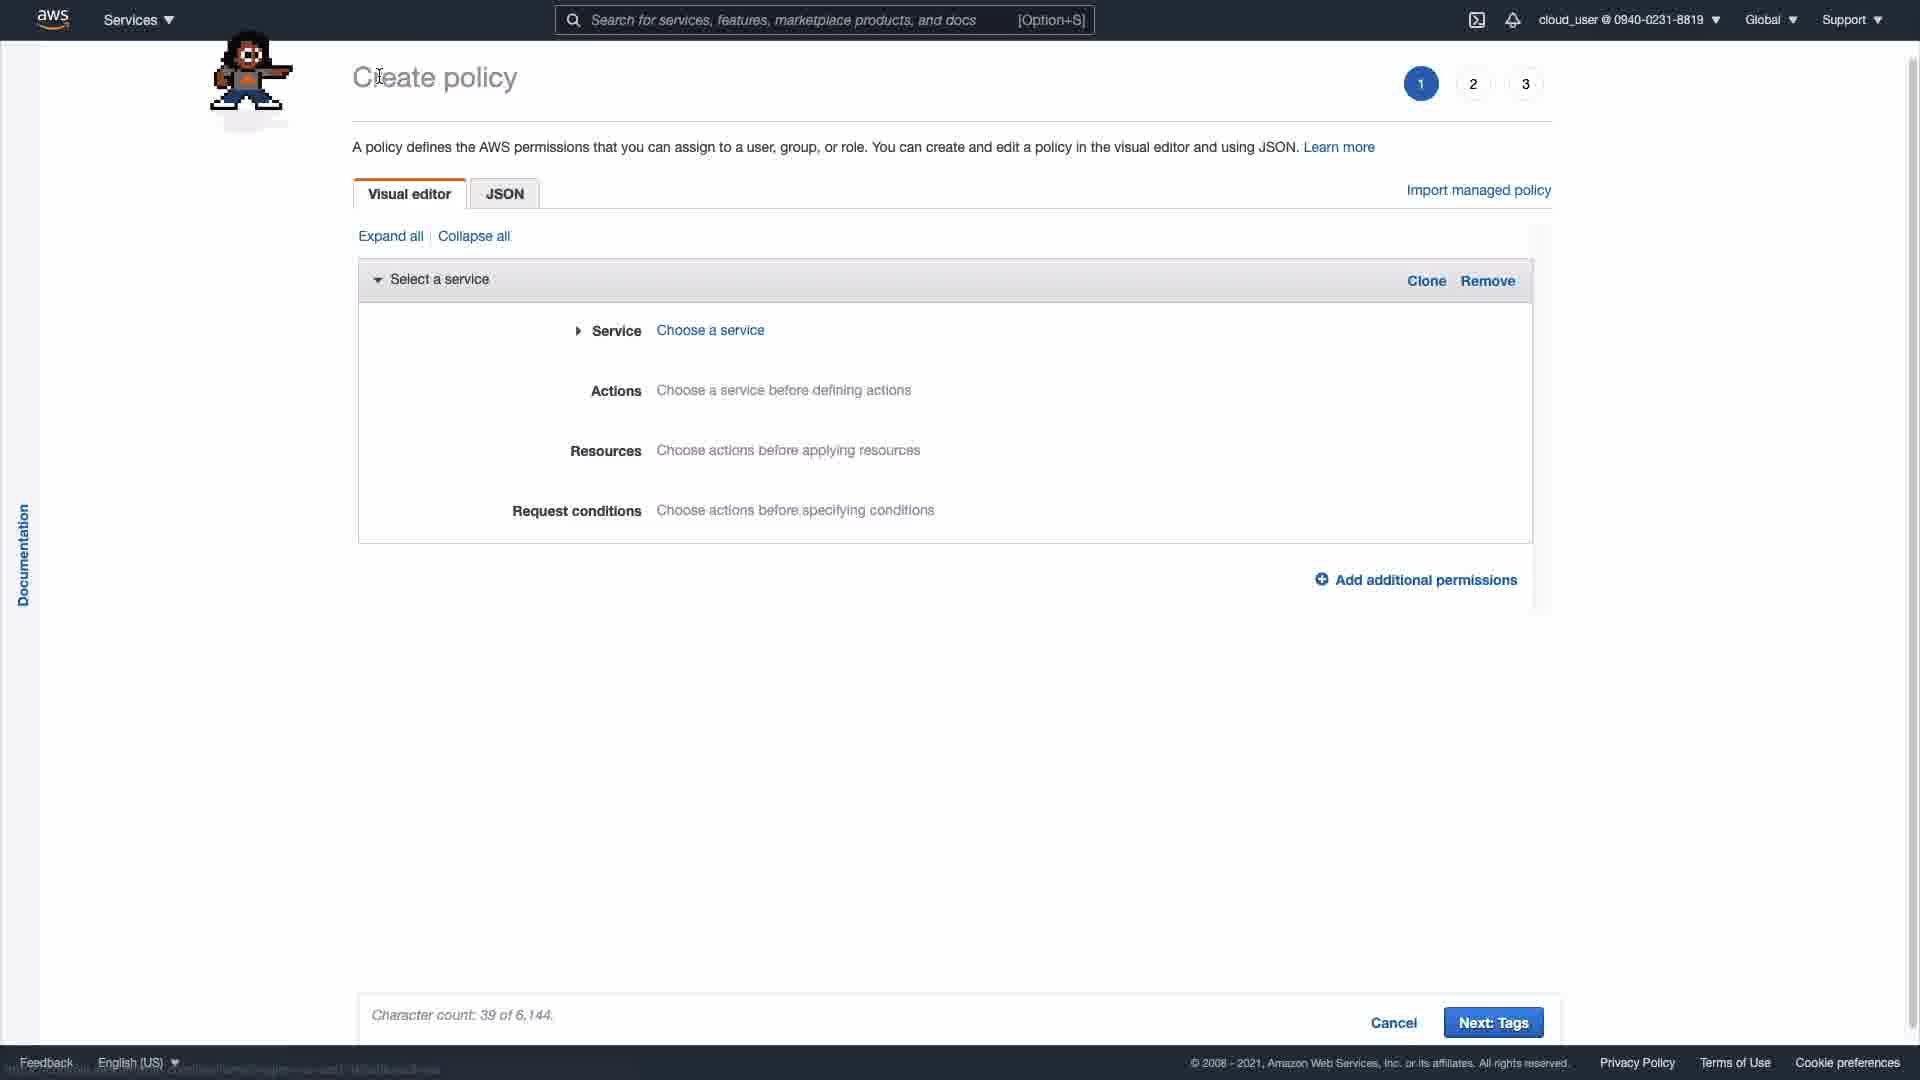 aws Services ▼ Search for services, features, marketplace products, and docs [Option+S] cloud_user @ 0940-0231-8819 ▼ Global ▼ Support ▼
Create policy
1 2 3
A policy defines the AWS permissions that you can assign to a user, group, or role. You can create and edit a policy in the visual editor and using JSON. Learn more
Visual editor JSON Import managed policy
Expand all Collapse all
Select a service Clone Remove
Service Choose a service
Actions Choose a service before defining actions
Resources Choose actions before applying resources
Request conditions Choose actions before specifying conditions
Documentation
Add additional permissions
Character count: 39 of 6,144.
Cancel Next: Tags
Feedback English (US) ▼ © 2008 - 2021, Amazon Web Services, Inc. or its affiliates. All rights reserved. Privacy Policy Terms of Use Cookie preferences